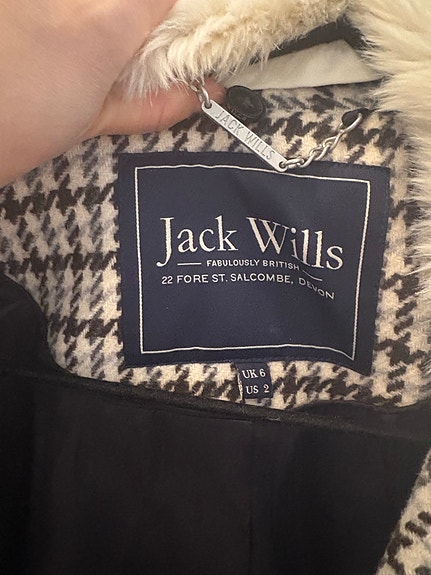 JACK WILLS
Jack Wills
FABULOUSLY BRITISH
22 FORE ST. SALCOMBE, DEVON
UK 6
US 2